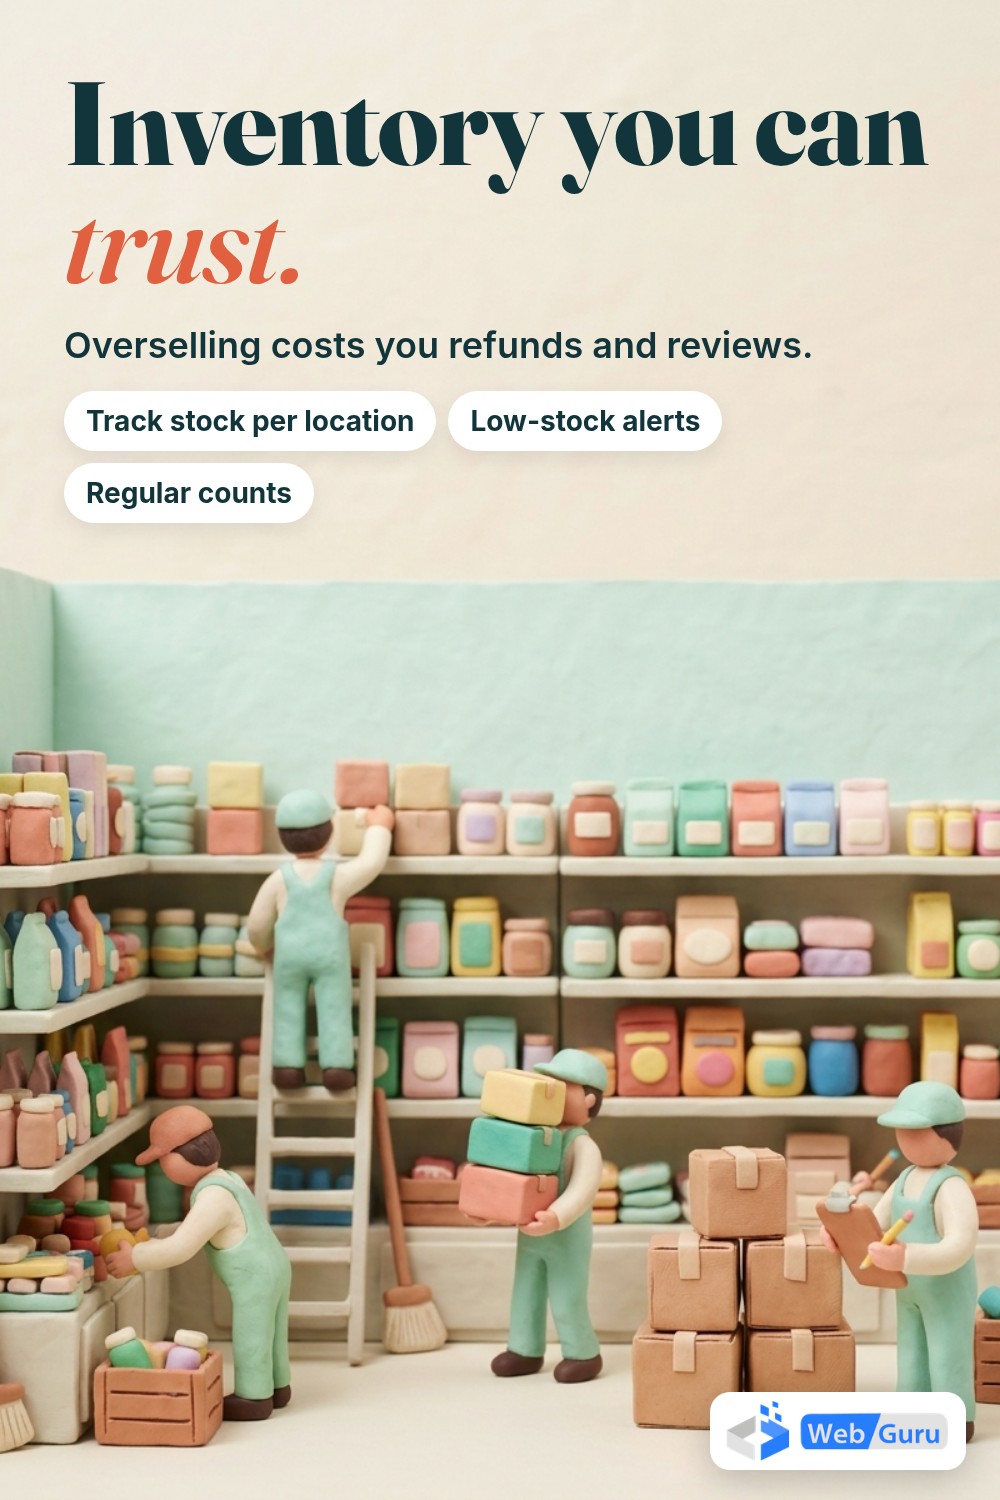 Inventory you can
trust.
Overselling costs you refunds and reviews.
Track stock per location
Low-stock alerts
Regular counts
Web Guru